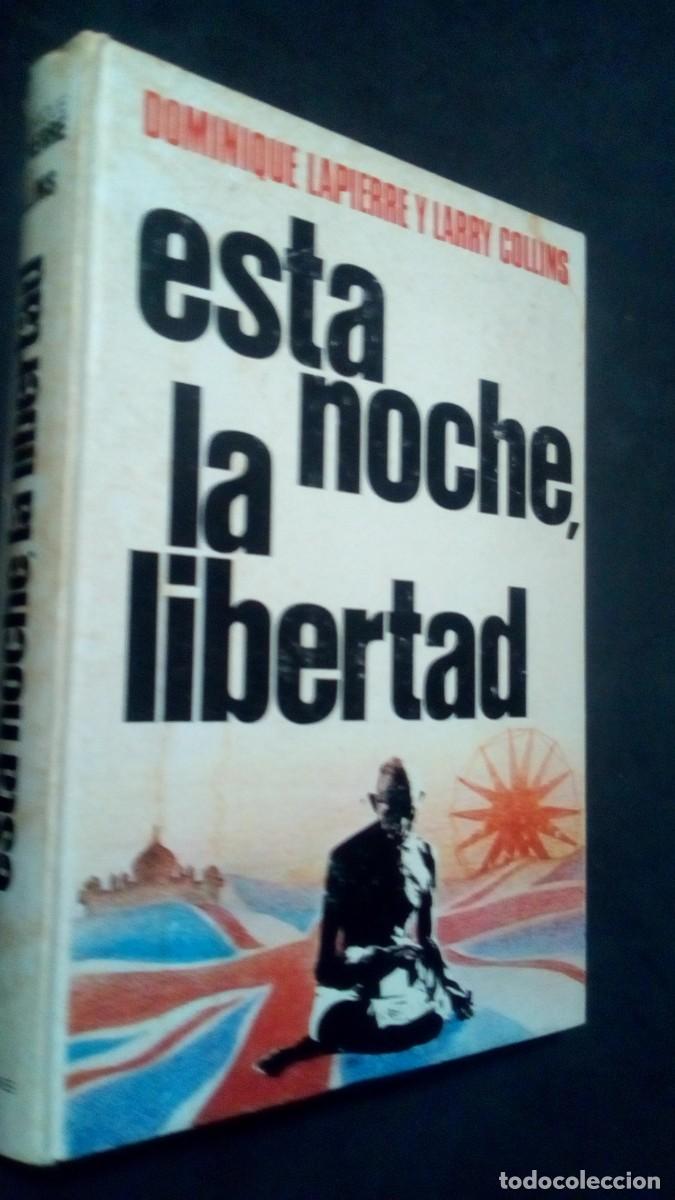 DOMINIQUE LAPIERRE Y LARRY COLLINS
esta
noche,
la
libertad
esta noche, la libertad
todocoleccion